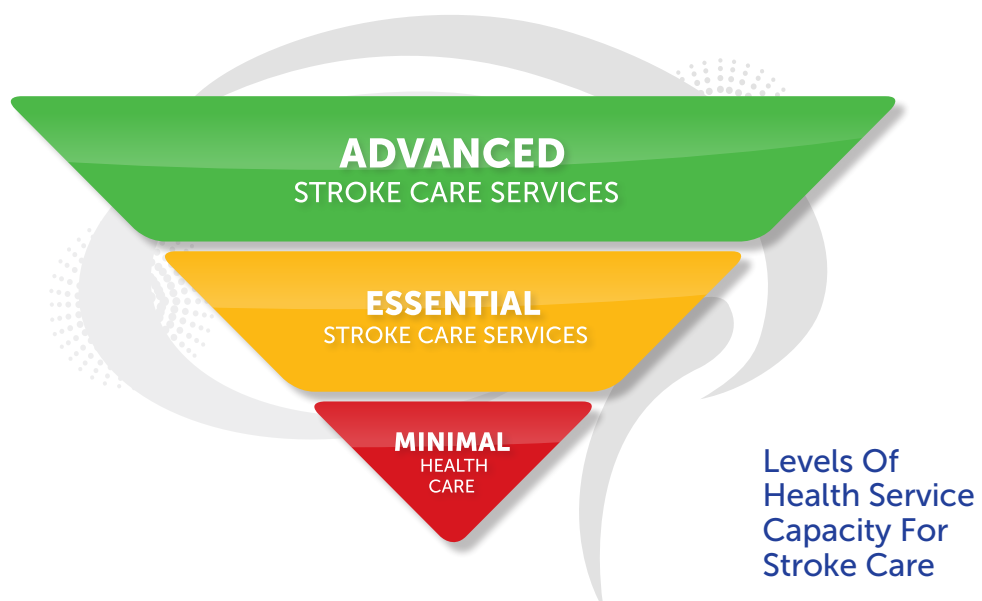 ADVANCED
STROKE CARE SERVICES
ESSENTIAL
STROKE CARE SERVICES
MINIMAL
HEALTH
CARE
Levels Of
Health Service
Capacity For
Stroke Care